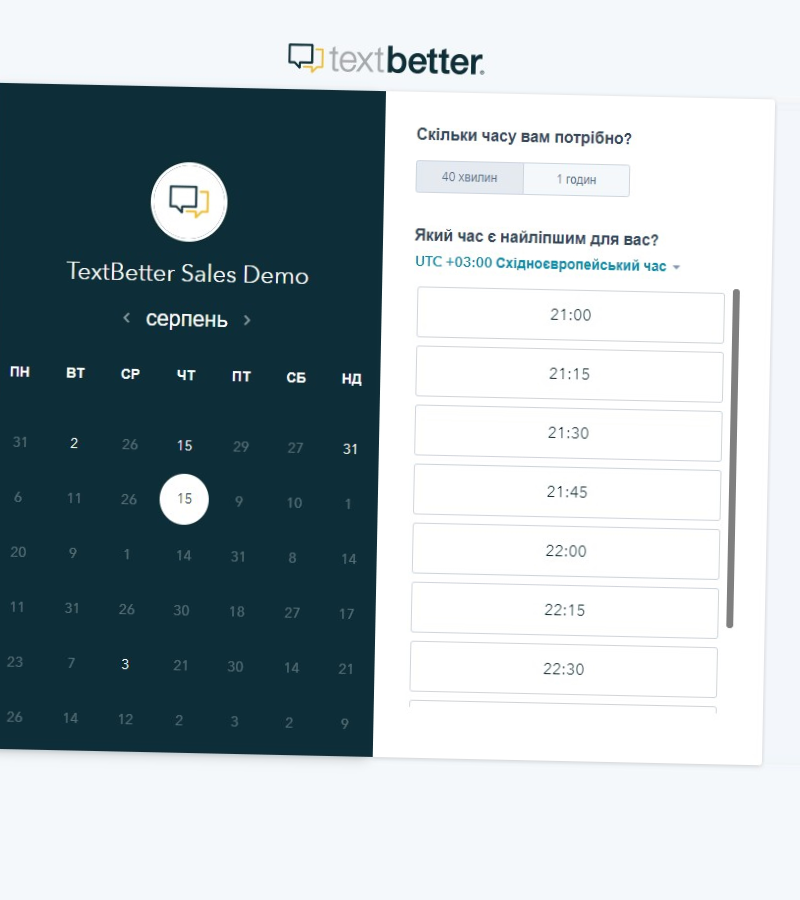 textbetter.
TextBetter Sales Demo
серпень
ПН ВТ СР ЧТ ПТ СБ НД
31 2 26 15 29 27 31
6 11 26 15 9 10 1
20 9 1 14 31 8 14
11 31 26 30 18 27 17
23 7 3 21 30 14 21
26 14 12 2 3 2 9
Скільки часу вам потрібно?
40 хвилин 1 годин
Який час є найліпшим для вас?
UTC +03:00 Східноєвропейський час
21:00
21:15
21:30
21:45
22:00
22:15
22:30